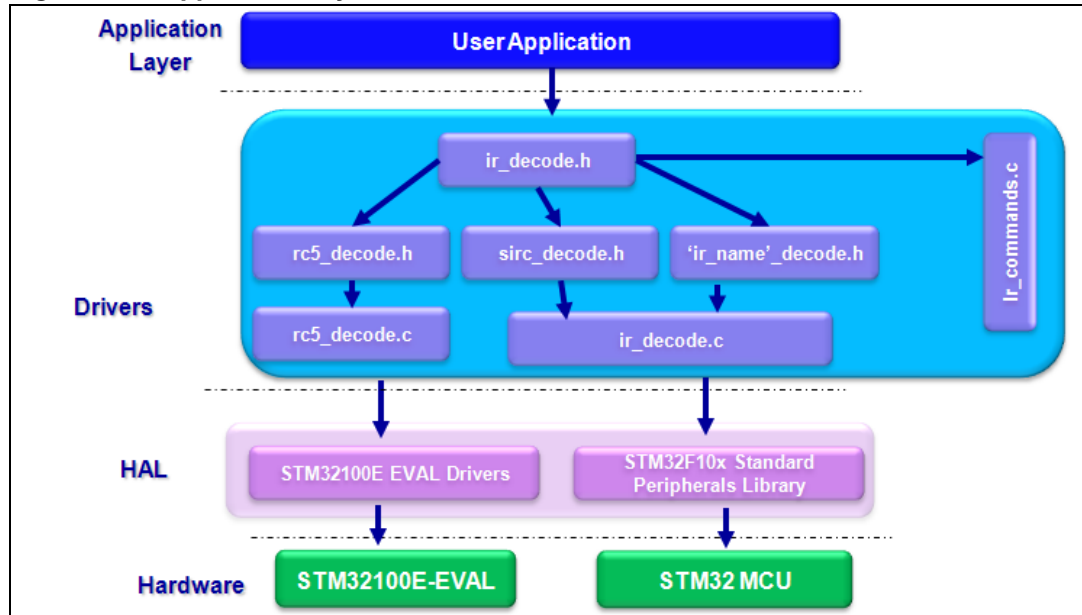 Application
Layer
User Application
ir_decode.h
rc5_decode.h
sirc_decode.h
‘ir_name’_decode.h
Ir_commands.c
Drivers
rc5_decode.c
ir_decode.c
HAL
STM32100E EVAL Drivers
STM32F10x Standard
Peripherals Library
Hardware
STM32100E-EVAL
STM32 MCU